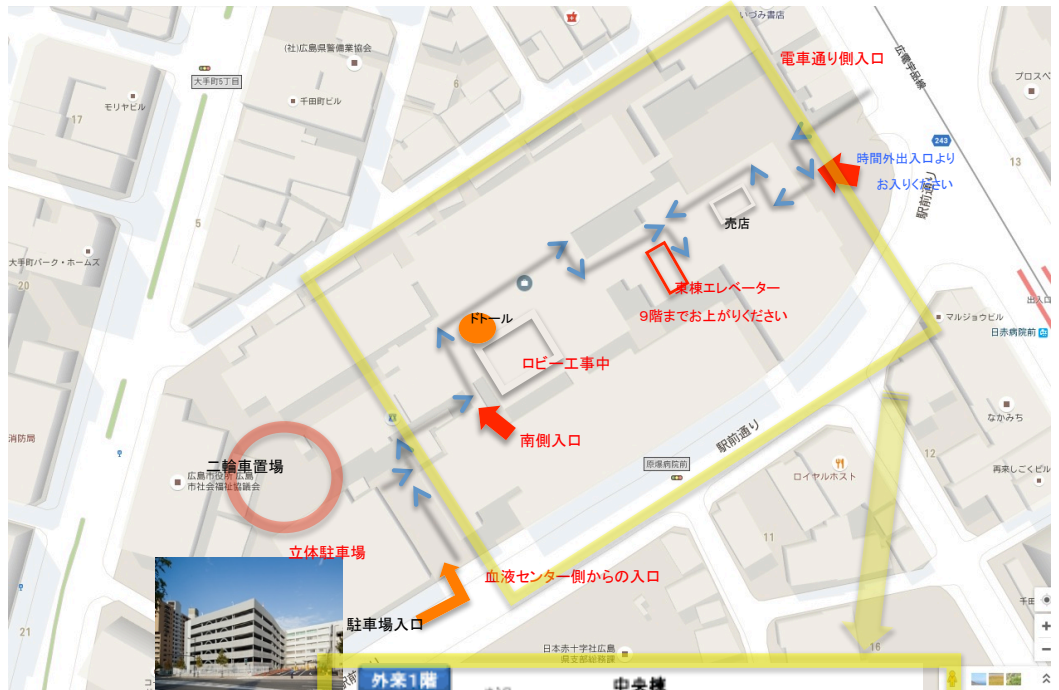 いづみ書店
(社)広島県警備業協会
電車通り側入口
広電宇品線
大手町5丁目
6
プロスペ
モリヤビル
千田町ビル
17
243
時間外出入口より
お入りください
13
駅前通り
5
売店
大手町パーク・ホームズ
20
東棟エレベーター
9階までお上がりください
出入口
マルジョウビル
日赤病院前
ドトール
ロビー工事中
なかみち
消防局
南側入口
駅前通り
12
二輪車置場
広島市役所 広島
市社会福祉協議会
原爆病院前
ロイヤルホスト
再来しごくビル
11
立体駐車場
血液センター側からの入口
千田
駐車場入口
21
日本赤十字社広島
県支部総務課
16
駅前通り
外来1階
中央棟